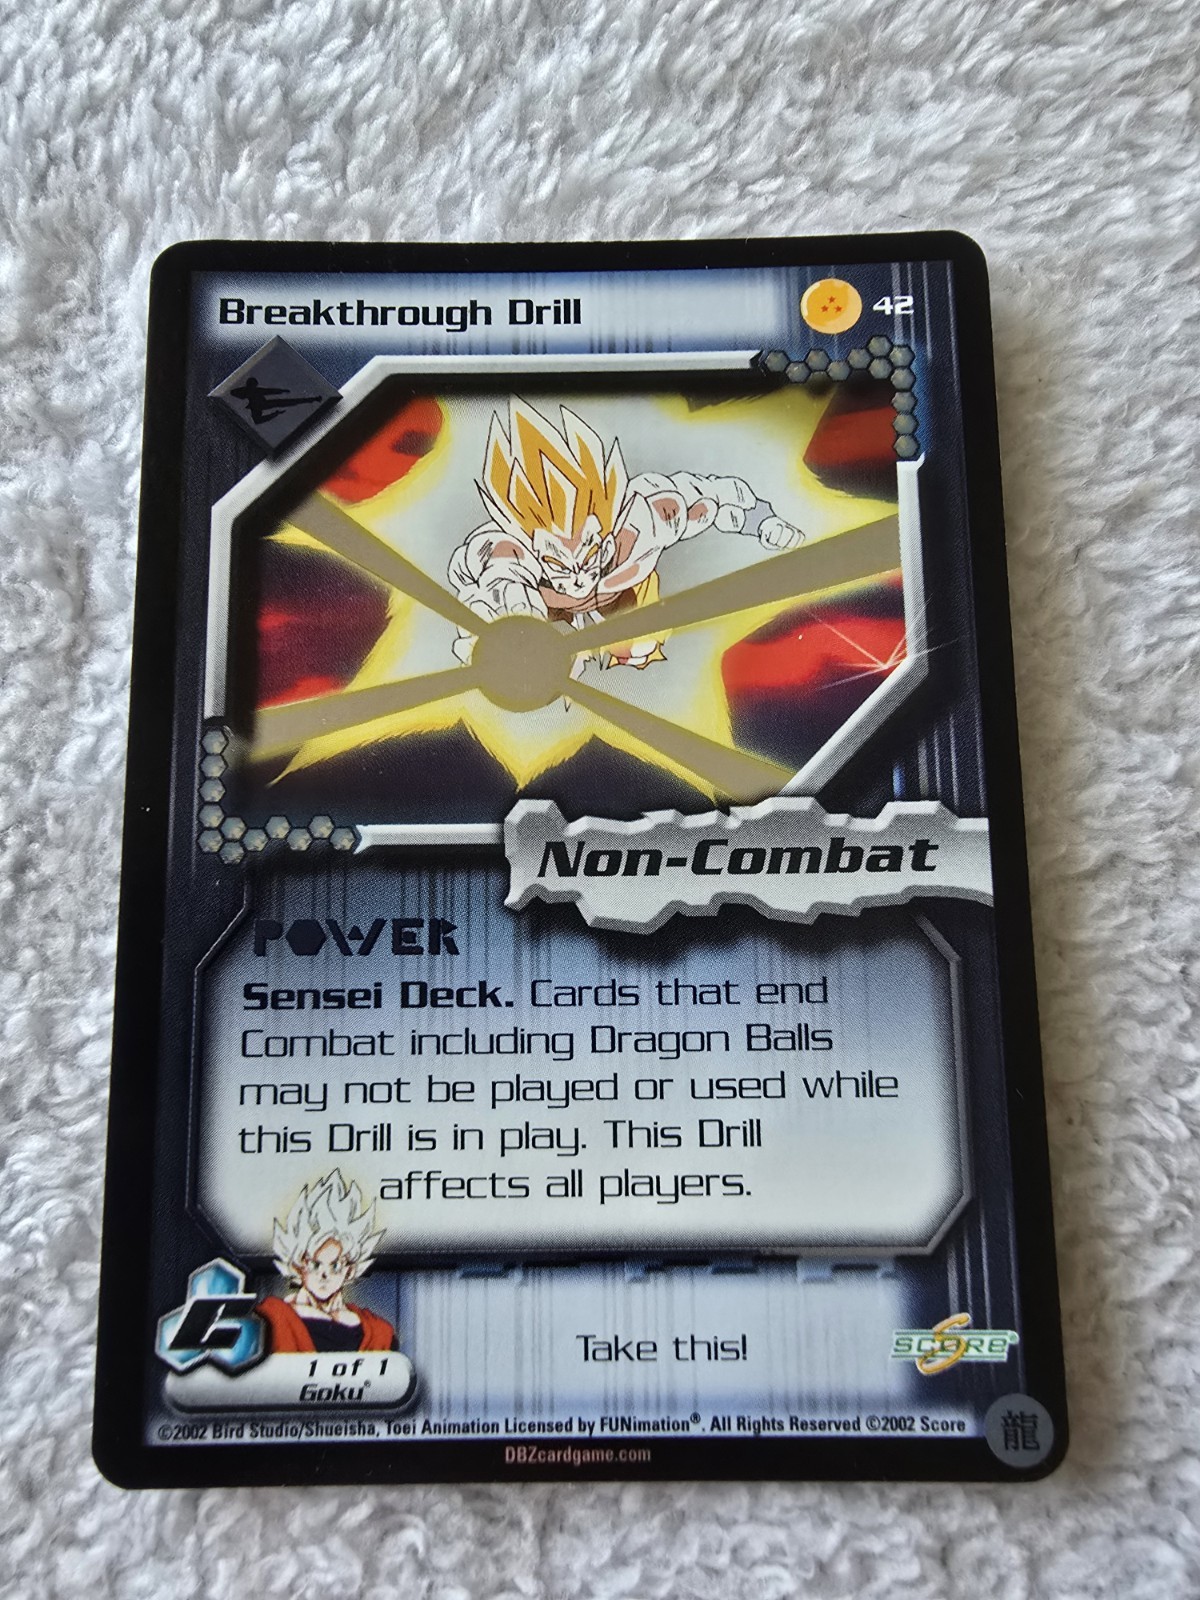 Breakthrough Drill
42
Non-Combat
POWER
Sensei Deck. Cards that end
Combat including Dragon Balls
may not be played or used while
this Drill is in play. This Drill
affects all players.
C
1 of 1
Goku®
Take this!
SCORE®
©2002 Bird Studio/Shueisha, Toei Animation Licensed by FUNimation®. All Rights Reserved ©2002 Score
DBZcardgame.com
龍